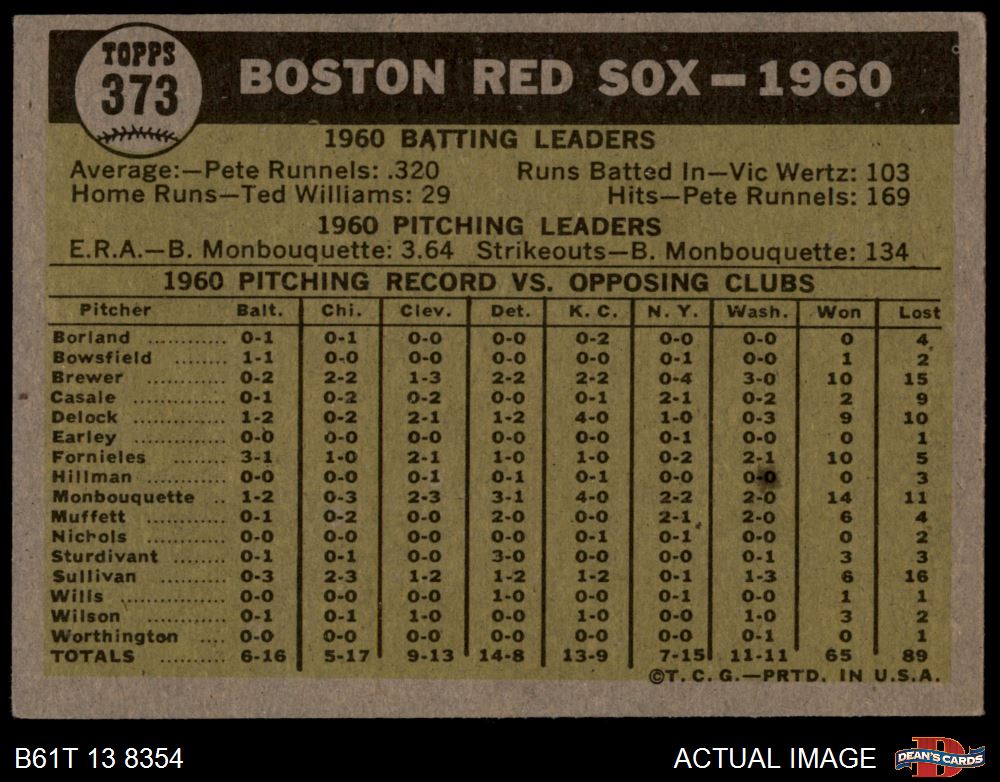 TOPPS
373
BOSTON RED SOX — 1960
1960 BATTING LEADERS
Average:—Pete Runnels: .320 Runs Batted In—Vic Wertz: 103
Home Runs—Ted Williams: 29 Hits—Pete Runnels: 169
1960 PITCHING LEADERS
E.R.A.—B. Monbouquette: 3.64 Strikeouts—B. Monbouquette: 134
1960 PITCHING RECORD VS. OPPOSING CLUBS
Pitcher Balt. Chi. Clev. Det. K. C. N. Y. Wash. Won Lost
Borland ........... 0-1 0-1 0-0 0-0 0-2 0-0 0-0 0 4
Bowsfield ......... 1-1 0-0 0-0 0-0 0-0 0-1 0-0 1 2
Brewer ........... 0-2 2-2 1-3 2-2 2-2 0-4 3-0 10 15
Casale ............. 0-1 0-2 0-2 0-0 0-1 2-1 0-2 2 9
Delock ............. 1-2 0-2 2-1 1-2 4-0 1-0 0-3 9 10
Earley ............. 0-0 0-0 0-0 0-0 0-0 0-1 0-0 0 1
Fornieles ....... 3-1 1-0 2-1 1-0 1-0 0-2 2-1 10 5
Hillman ........... 0-0 0-0 0-1 0-1 0-1 0-0 0-0 0 3
Monbouquette .. 1-2 0-3 2-3 3-1 4-0 2-2 2-0 14 11
Muffett ........... 0-1 0-2 0-0 2-0 0-0 2-1 2-0 6 4
Nichols ........... 0-0 0-0 0-0 0-0 0-1 0-1 0-0 0 2
Sturdivant ....... 0-1 0-1 0-0 3-0 0-0 0-0 0-1 3 3
Sullivan .......... 0-3 2-3 1-2 1-2 1-2 0-1 1-3 6 16
Wills ............... 0-0 0-0 0-0 1-0 0-0 0-1 0-0 1 1
Wilson ............ 0-1 0-1 1-0 0-0 1-0 0-0 1-0 3 2
Worthington .... 0-0 0-0 0-0 0-0 0-0 0-0 0-1 0 1
TOTALS .......... 6-16 5-17 9-13 14-8 13-9 7-15 11-11 65 89
©T. C. G.—PRTD. IN U.S.A.
B61T 13 8354 ACTUAL IMAGE
D
DEAN'S CARDS